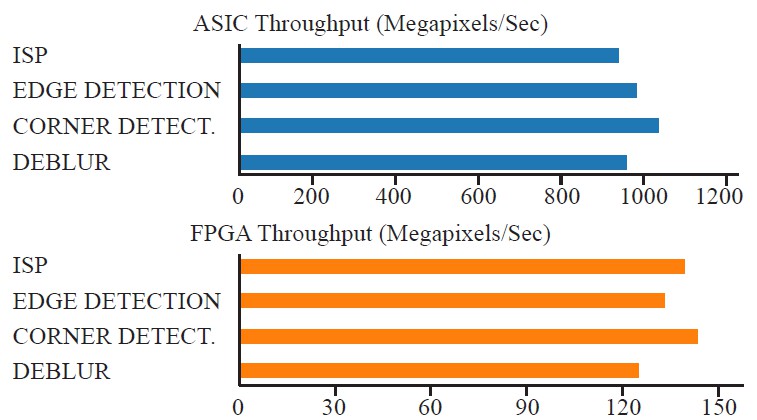 ASIC Throughput (Megapixels/Sec)
ISP
EDGE DETECTION
CORNER DETECT.
DEBLUR
0 200 400 600 800 1000 1200
FPGA Throughput (Megapixels/Sec)
ISP
EDGE DETECTION
CORNER DETECT.
DEBLUR
0 30 60 90 120 150